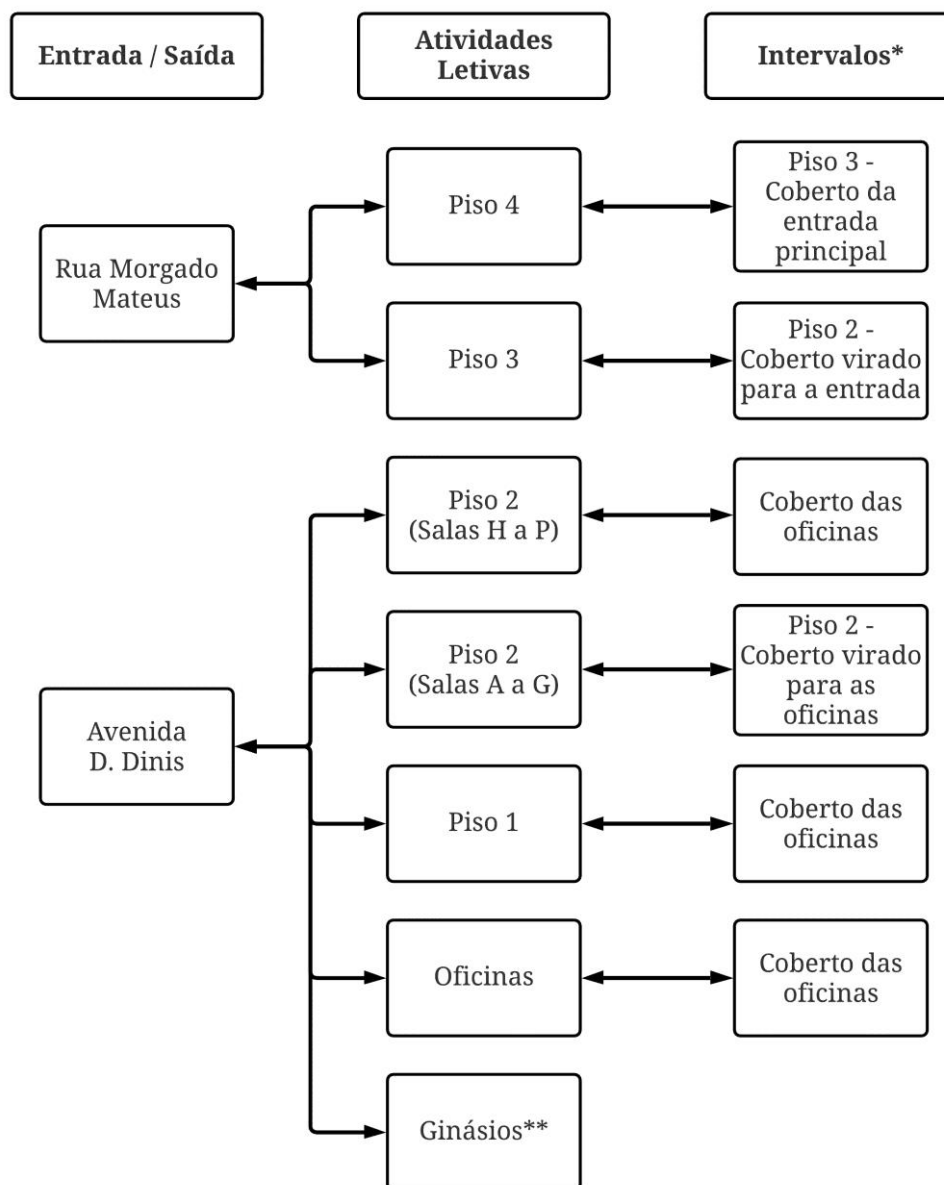 Entrada / Saída
Atividades
Letivas
Intervalos*
Rua Morgado
Mateus
Piso 4
Piso 3 -
Coberto da
entrada
principal
Piso 3
Piso 2 -
Coberto virado
para a entrada
Avenida
D. Dinis
Piso 2
(Salas H a P)
Coberto das
oficinas
Piso 2
(Salas A a G)
Piso 2 -
Coberto virado
para as
oficinas
Piso 1
Coberto das
oficinas
Oficinas
Coberto das
oficinas
Ginásios**